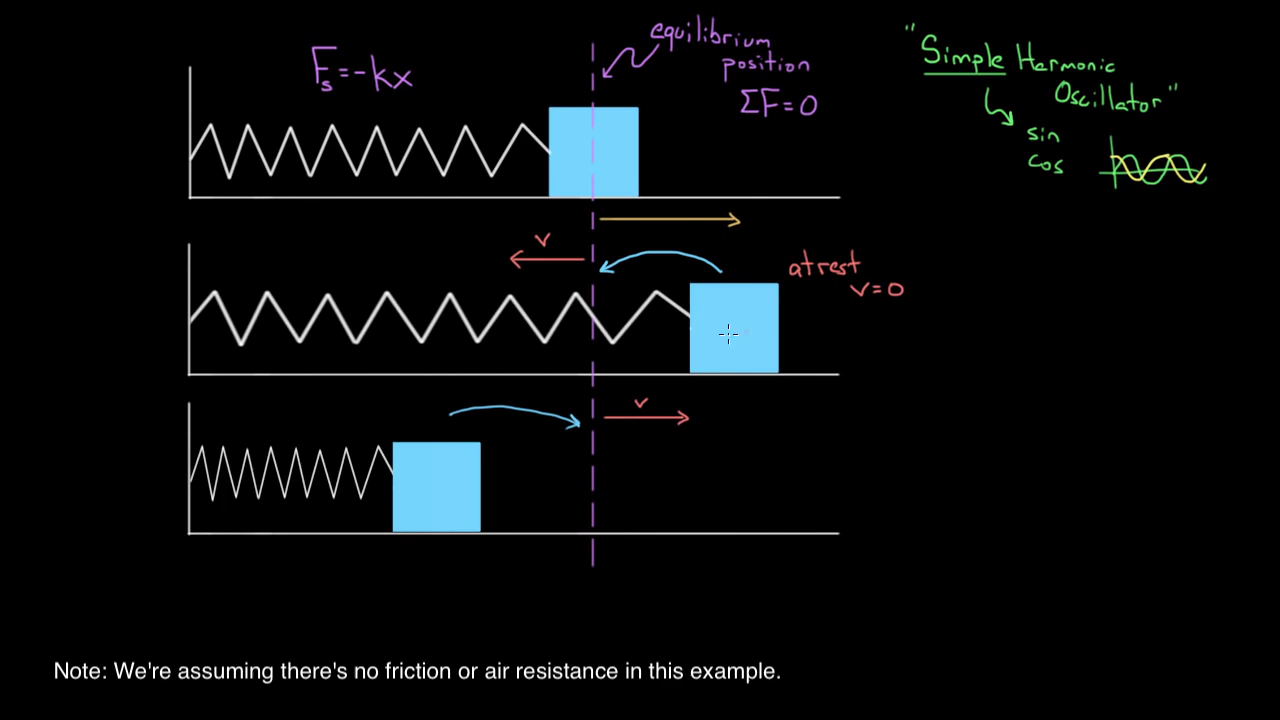 F_s = -kx
equilibrium
position
ΣF = 0
"Simple Harmonic
Oscillator"
sin
cos
v
at rest
v = 0
v
Note: We're assuming there's no friction or air resistance in this example.